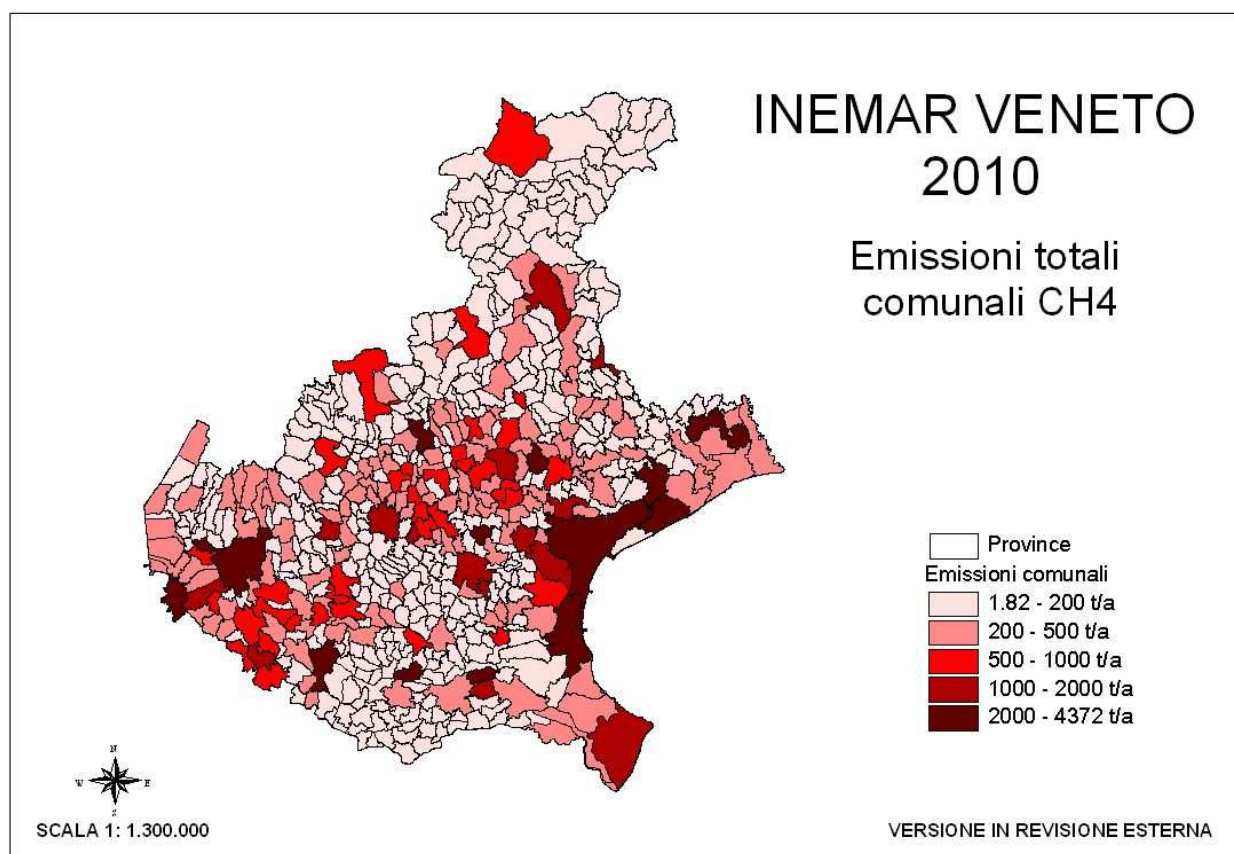 INEMAR VENETO
2010
Emissioni totali
comunali CH4
Province
Emissioni comunali
1.82 - 200 t/a
200 - 500 t/a
500 - 1000 t/a
1000 - 2000 t/a
2000 - 4372 t/a
N
W E
S
SCALA 1: 1.300.000
VERSIONE IN REVISIONE ESTERNA